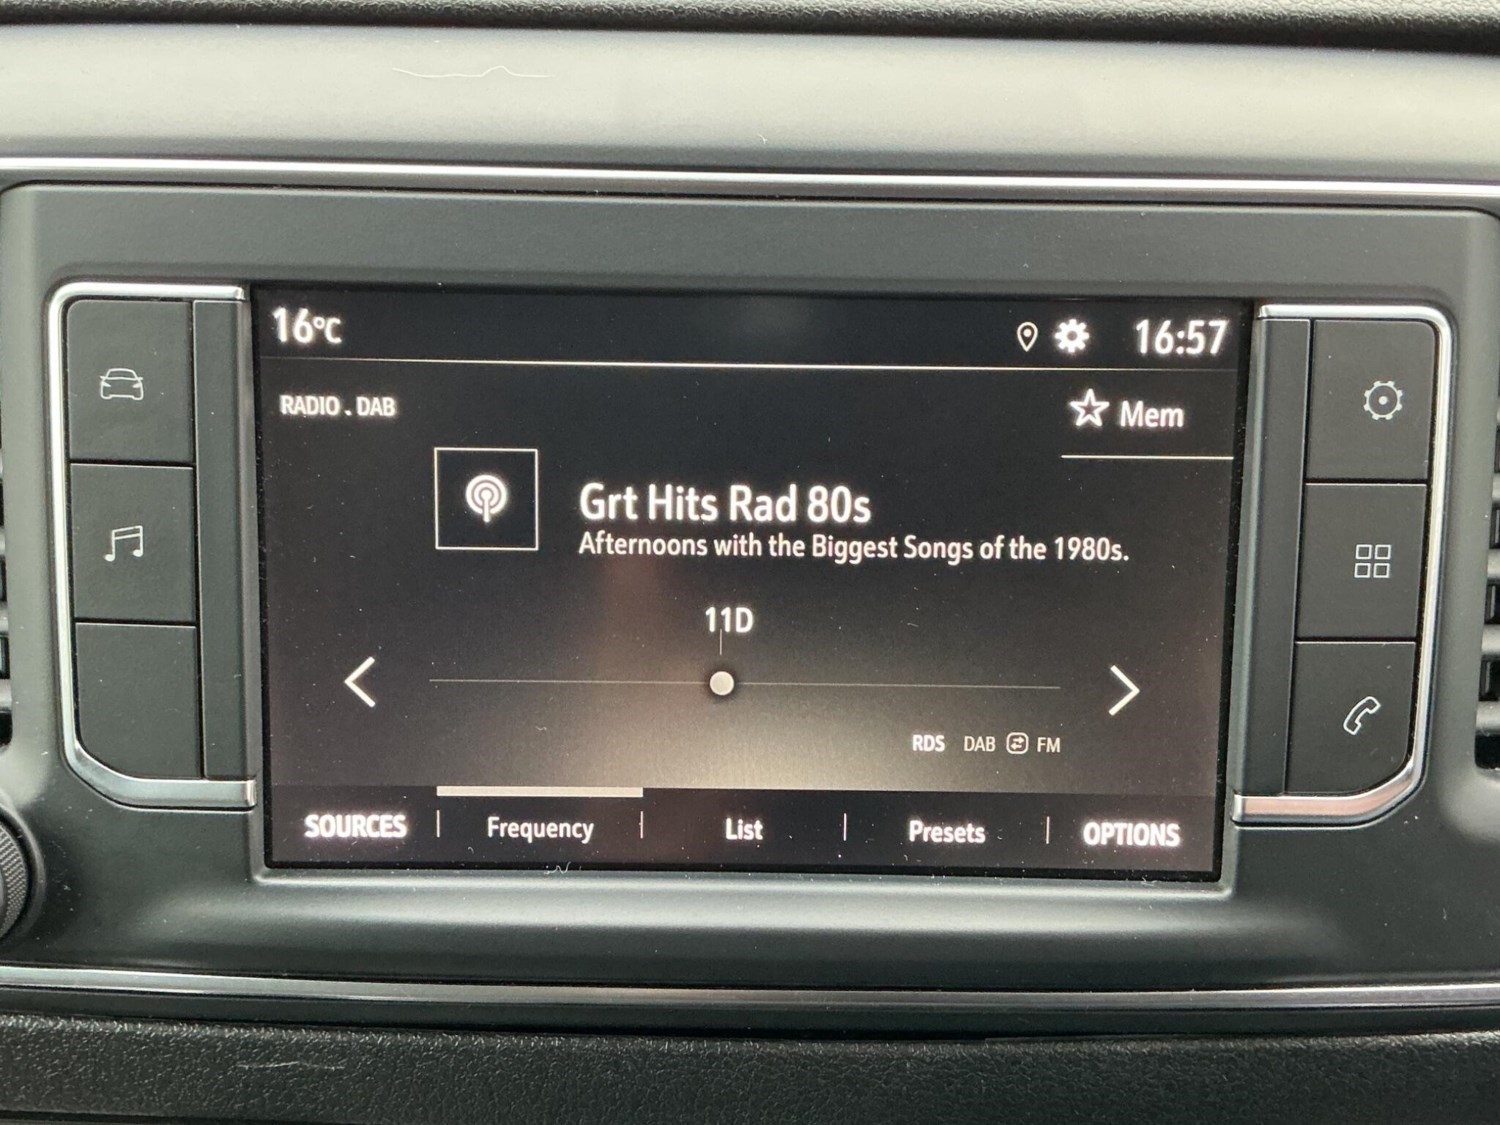 16°C 16:57
RADIO . DAB
Mem
Grt Hits Rad 80s
Afternoons with the Biggest Songs of the 1980s.
11D
RDS DAB FM
SOURCES Frequency List Presets OPTIONS